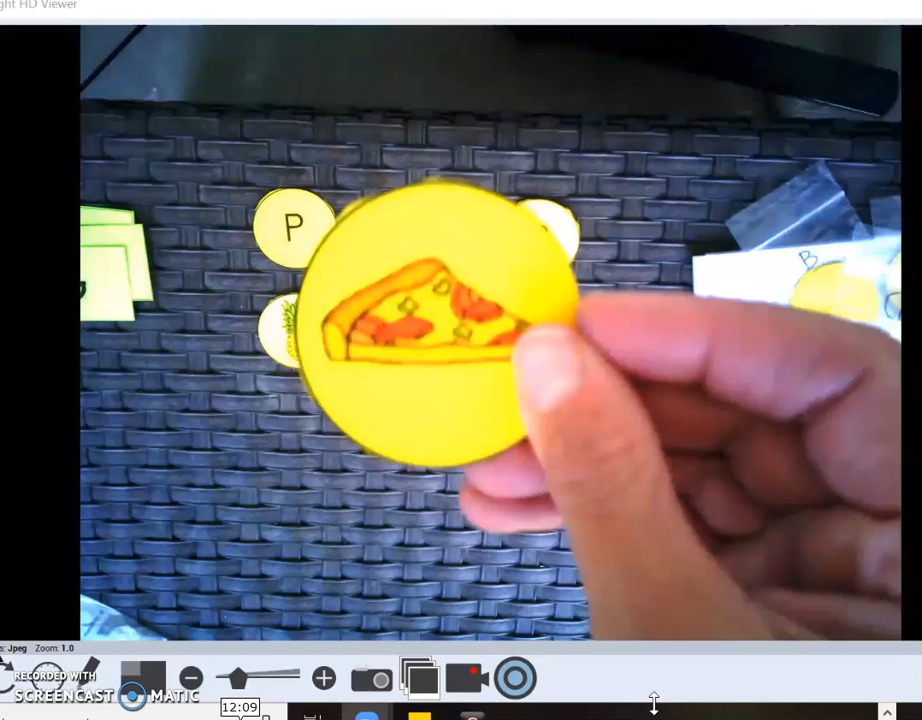 ght HD Viewer
P
B
s: Jpeg Zoom: 1.0
RECORDED WITH
SCREENCAST MATIC
12:09